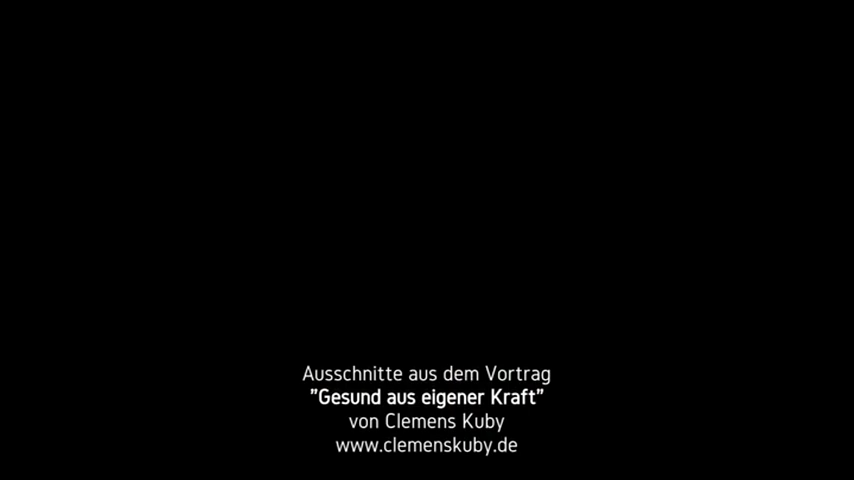 Ausschnitte aus dem Vortrag
"Gesund aus eigener Kraft"
von Clemens Kuby
www.clemenskuby.de